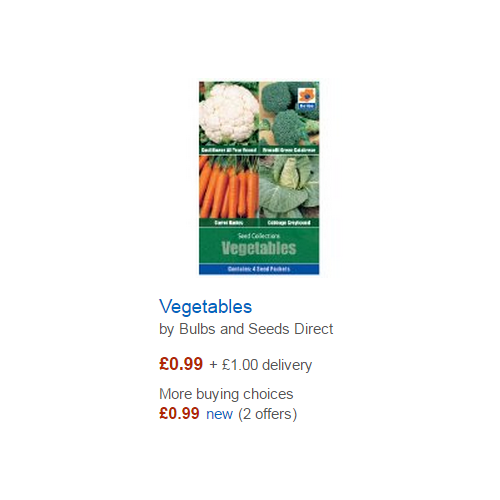 Cauliflower All Year Round
Broccoli Green Calabrese
Carrot Nantes
Cabbage Greyhound
Seed Collections
Vegetables
Contains: 4 Seed Packets
Vegetables
by Bulbs and Seeds Direct
£0.99 + £1.00 delivery
More buying choices
£0.99 new (2 offers)